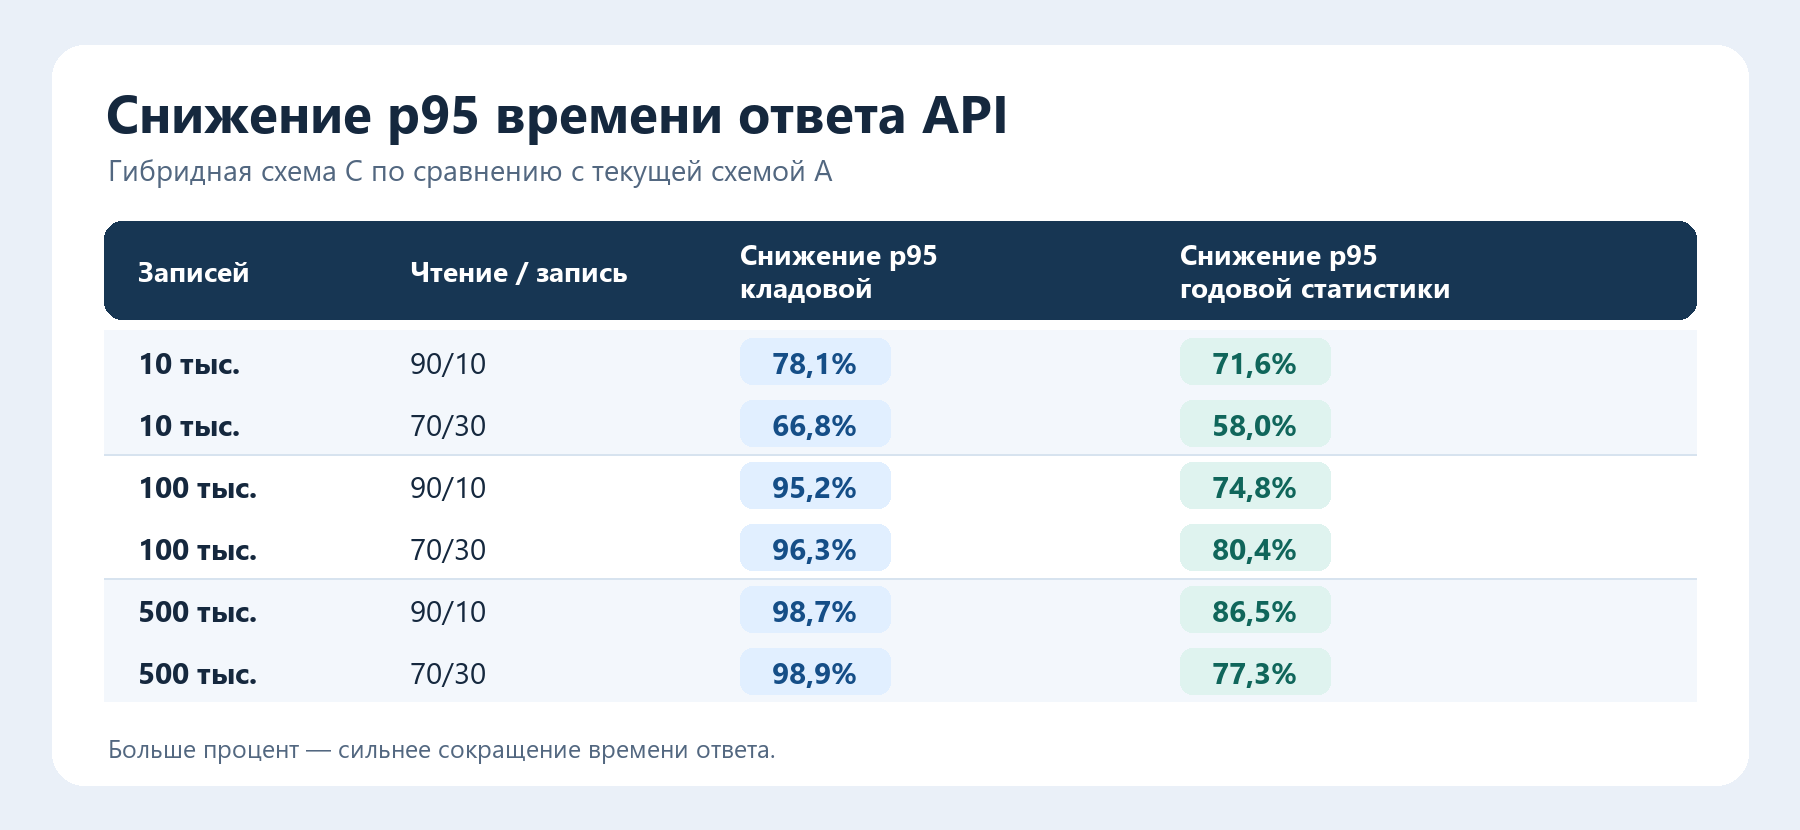 Снижение p95 времени ответа API
Гибридная схема C по сравнению с текущей схемой A
Записей Чтение / запись Снижение p95 кладовой Снижение p95 годовой статистики
10 тыс. 90/10 78,1% 71,6%
10 тыс. 70/30 66,8% 58,0%
100 тыс. 90/10 95,2% 74,8%
100 тыс. 70/30 96,3% 80,4%
500 тыс. 90/10 98,7% 86,5%
500 тыс. 70/30 98,9% 77,3%
Больше процент — сильнее сокращение времени ответа.